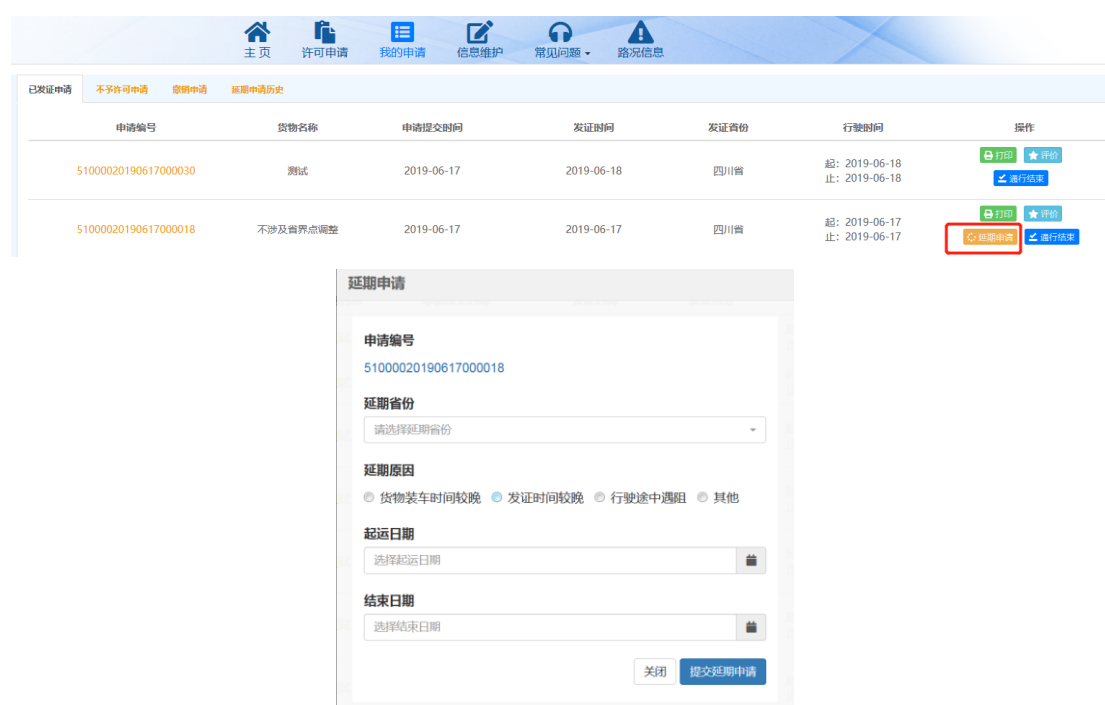 主页 许可申请 我的申请 信息维护 常见问题 路况信息
已发证申请 不予许可申请 撤销申请 延期申请历史
申请编号 货物名称 申请提交时间 发证时间 发证省份 行驶时间 操作
51000020190617000030 测试 2019-06-17 2019-06-18 四川省 起：2019-06-18 打印 评价
止：2019-06-18 通行结束
51000020190617000018 不涉及省界点调整 2019-06-17 2019-06-17 四川省 起：2019-06-17 打印 评价
止：2019-06-17 延期申请 通行结束
延期申请
申请编号
51000020190617000018
延期省份
请选择延期省份
延期原因
货物装车时间较晚 发证时间较晚 行驶途中遇阻 其他
起运日期
选择起运日期
结束日期
选择结束日期
关闭 提交延期申请